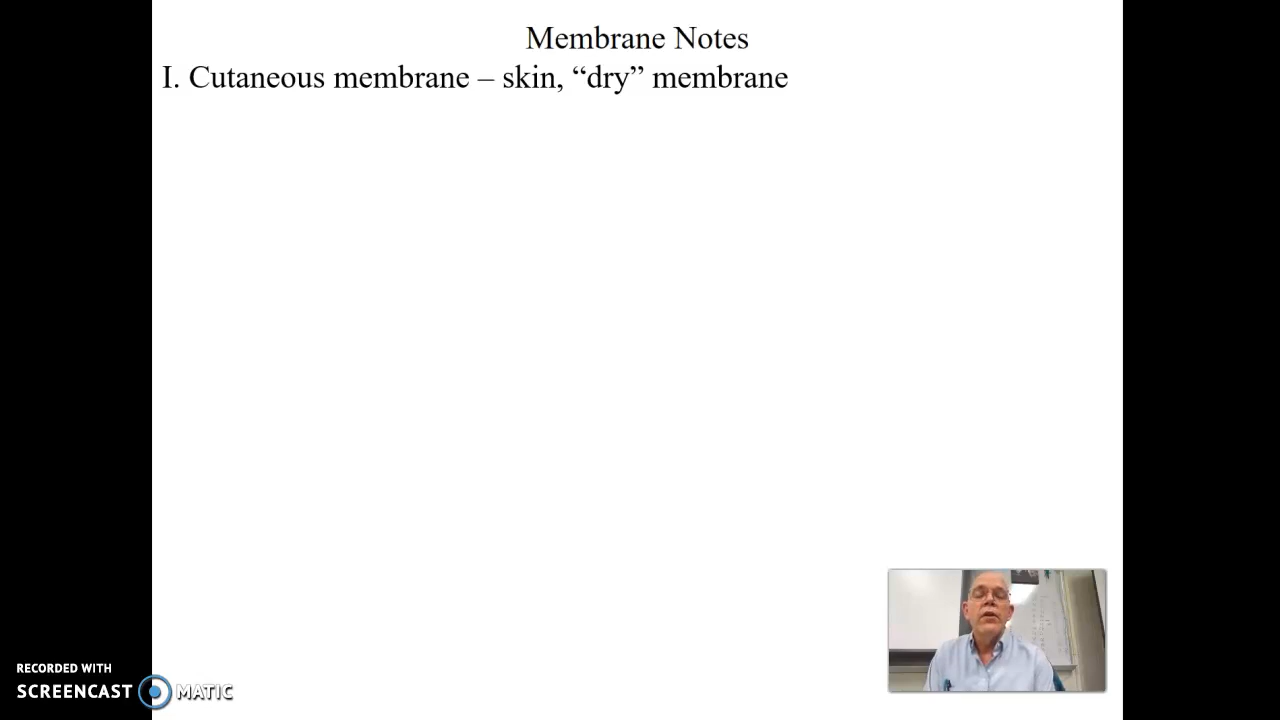 Membrane Notes
I. Cutaneous membrane – skin, “dry” membrane
RECORDED WITH
SCREENCAST MATIC